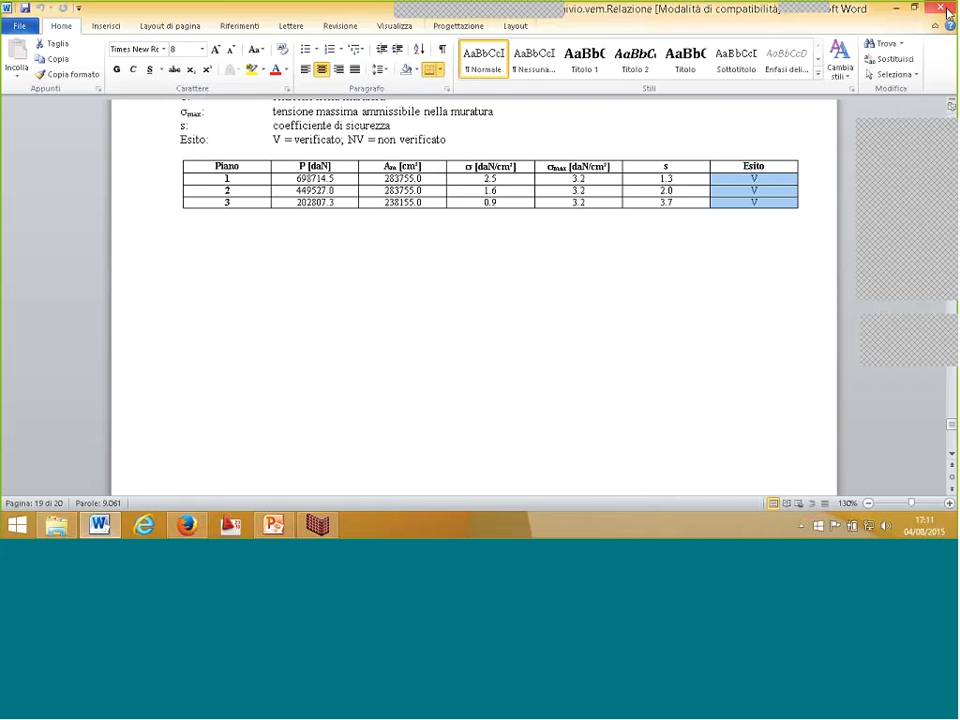 ivio.vem.Relazione [Modalità di compatibilità] oft Word
File Home Inserisci Layout di pagina Riferimenti Lettere Revisione Visualizza Progettazione Layout
Incolla
Taglia
Copia
Copia formato
Appunti
Times New Ro 8
G C S abc x, x'
Carattere
Paragrafo
AaBbCcI AaBbCcI AaBbC AaBbC AaBbC AaBbCcI AaBbCcD
¶ Normale ¶ Nessuna... Titolo 1 Titolo 2 Titolo Sottotitolo Enfasi deli...
Cambia stili
Stili
Trova
Sostituisci
Seleziona
Modifica
σmax: tensione massima ammissibile nella muratura
s: coefficiente di sicurezza
Esito: V = verificato; NV = non verificato
Piano P [daN] [cm²] σ [daN/cm²] σmax [daN/cm²] s Esito
1 698714.5 283755.0 2.5 3.2 1.3 V
2 449527.0 283755.0 1.6 3.2 2.0 V
3 202807.3 238155.0 0.9 3.2 3.7 V
Pagina: 19 di 20 Parole: 9.061 130%
17:11
04/08/2015